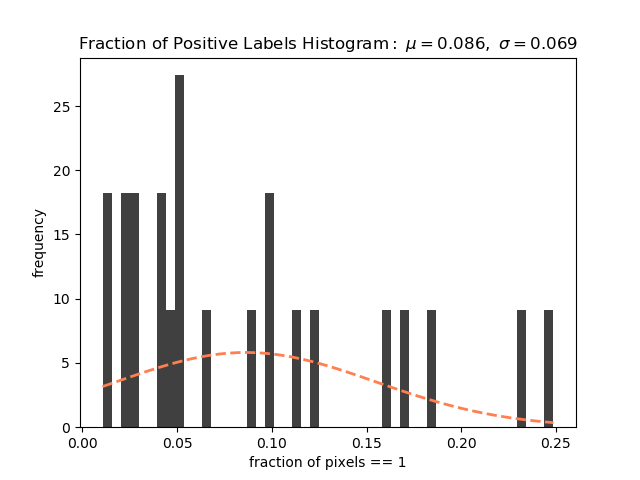 Fraction of Positive Labels Histogram : μ = 0.086, σ = 0.069
frequency
25
20
15
10
5
0
0.00 0.05 0.10 0.15 0.20 0.25
fraction of pixels == 1